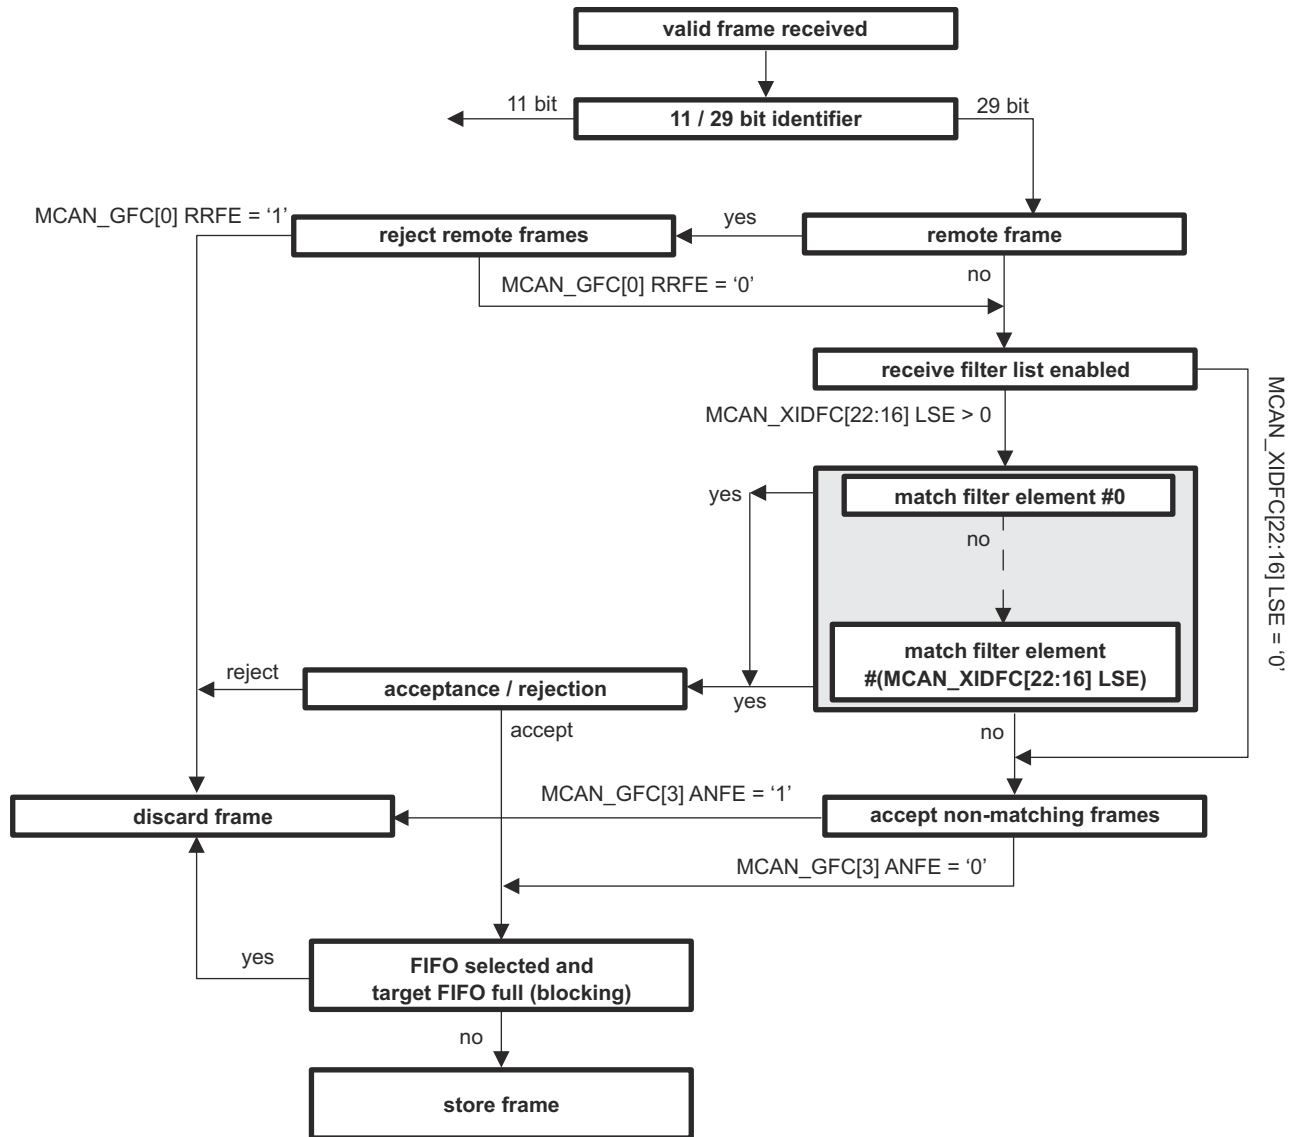 valid frame received
11 bit
11 / 29 bit identifier
29 bit
MCAN_GFC[0] RRFE = ‘1’
reject remote frames
yes
remote frame
MCAN_GFC[0] RRFE = ‘0’
no
receive filter list enabled
MCAN_XIDFC[22:16] LSE > 0
MCAN_XIDFC[22:16] LSE = ‘0’
yes
match filter element #0
no
match filter element
#(MCAN_XIDFC[22:16] LSE)
reject
acceptance / rejection
yes
accept
no
MCAN_GFC[3] ANFE = ‘1’
discard frame
accept non-matching frames
MCAN_GFC[3] ANFE = ‘0’
yes
FIFO selected and
target FIFO full (blocking)
no
store frame